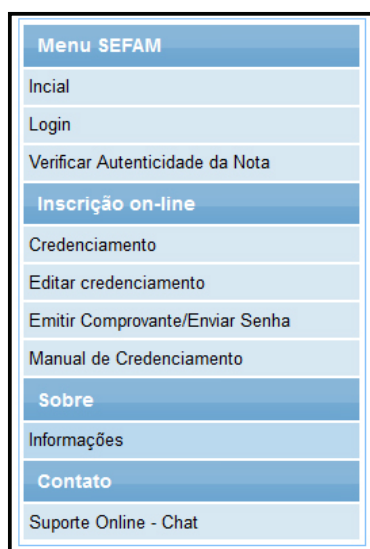 Menu SEFAM
Incial
Login
Verificar Autenticidade da Nota
Inscrição on-line
Credenciamento
Editar credenciamento
Emitir Comprovante/Enviar Senha
Manual de Credenciamento
Sobre
Informações
Contato
Suporte Online - Chat